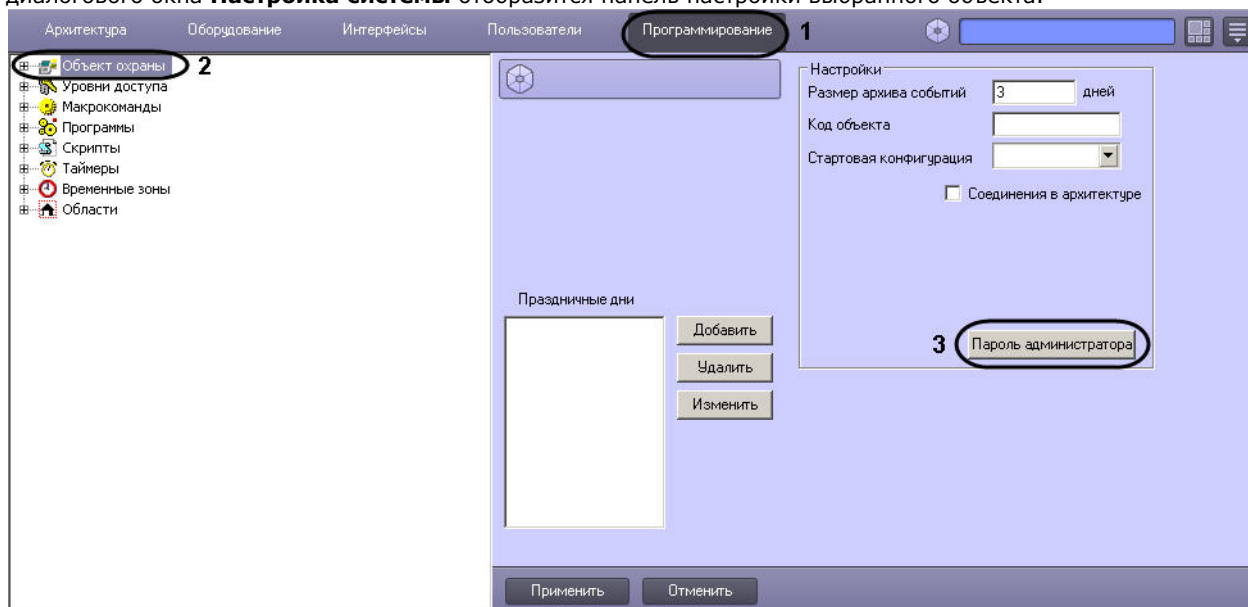 диалогового окна Настройка системы отобразится панель настройки выбранного объекта.
Архитектура Оборудование Интерфейсы Пользователи Программирование 1
Объект охраны 2
Уровни доступа
Макрокоманды
Программы
Скрипты
Таймеры
Временные зоны
Области
Настройки
Размер архива событий 3 дней
Код объекта
Стартовая конфигурация
Соединения в архитектуре
Праздничные дни
Добавить
Удалить
Изменить
3 Пароль администратора
Применить Отменить